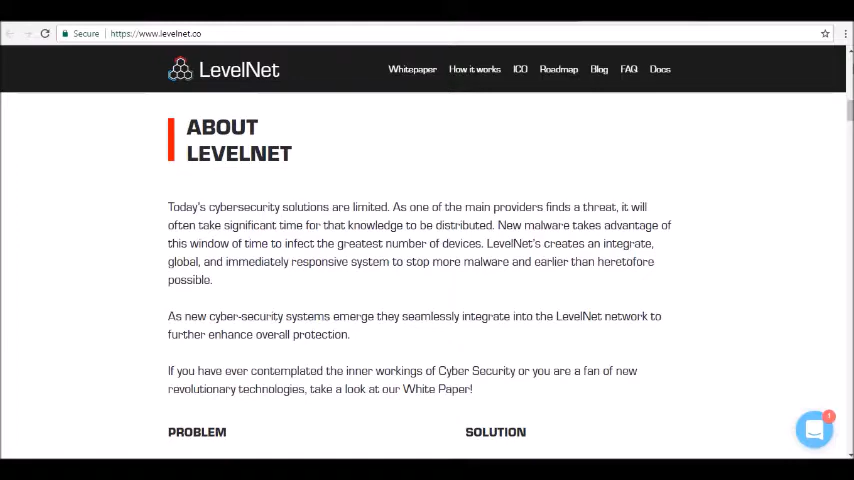 Secure https://www.levelnet.co
LevelNet
Whitepaper How it works ICO Roadmap Blog FAQ Docs
ABOUT
LEVELNET
Today's cybersecurity solutions are limited. As one of the main providers finds a threat, it will
often take significant time for that knowledge to be distributed. New malware takes advantage of
this window of time to infect the greatest number of devices. LevelNet's creates an integrate,
global, and immediately responsive system to stop more malware and earlier than heretofore
possible.
As new cyber-security systems emerge they seamlessly integrate into the LevelNet network to
further enhance overall protection.
If you have ever contemplated the inner workings of Cyber Security or you are a fan of new
revolutionary technologies, take a look at our White Paper!
PROBLEM SOLUTION
1